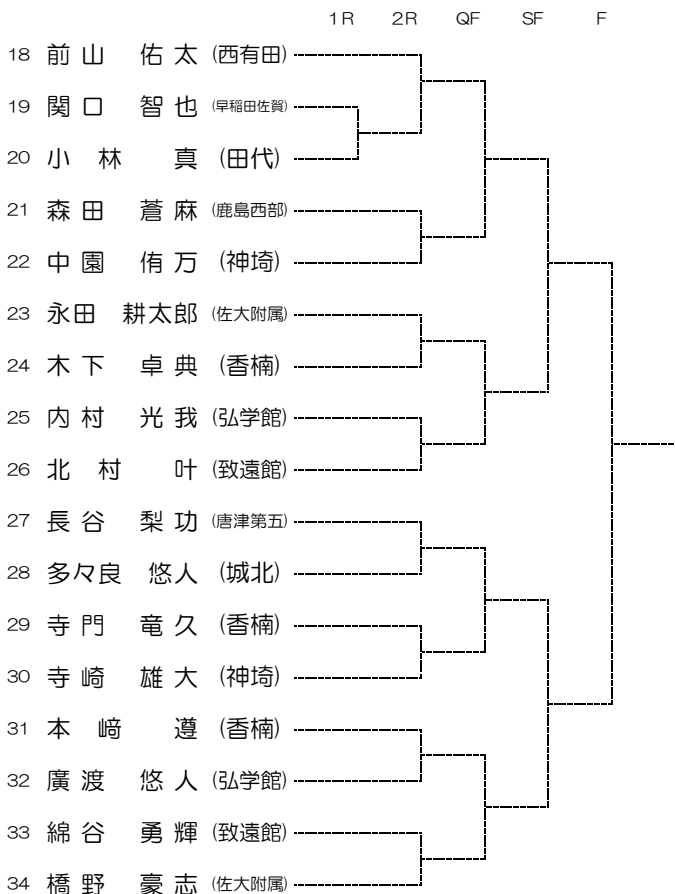 1R 2R QF SF F
18 前山 佑太 (西有田)
19 関口 智也 (早稲田佐賀)
20 小林 真 (田代)
21 森田 蒼麻 (鹿島西部)
22 中園 侑万 (神埼)
23 永田 耕太郎 (佐大附属)
24 木下 卓典 (香楠)
25 内村 光我 (弘学館)
26 北村 叶 (致遠館)
27 長谷 梨功 (唐津第五)
28 多々良 悠人 (城北)
29 寺門 竜久 (香楠)
30 寺崎 雄大 (神埼)
31 本﨑 遵 (香楠)
32 廣渡 悠人 (弘学館)
33 綿谷 勇輝 (致遠館)
34 橋野 豪志 (佐大附属)